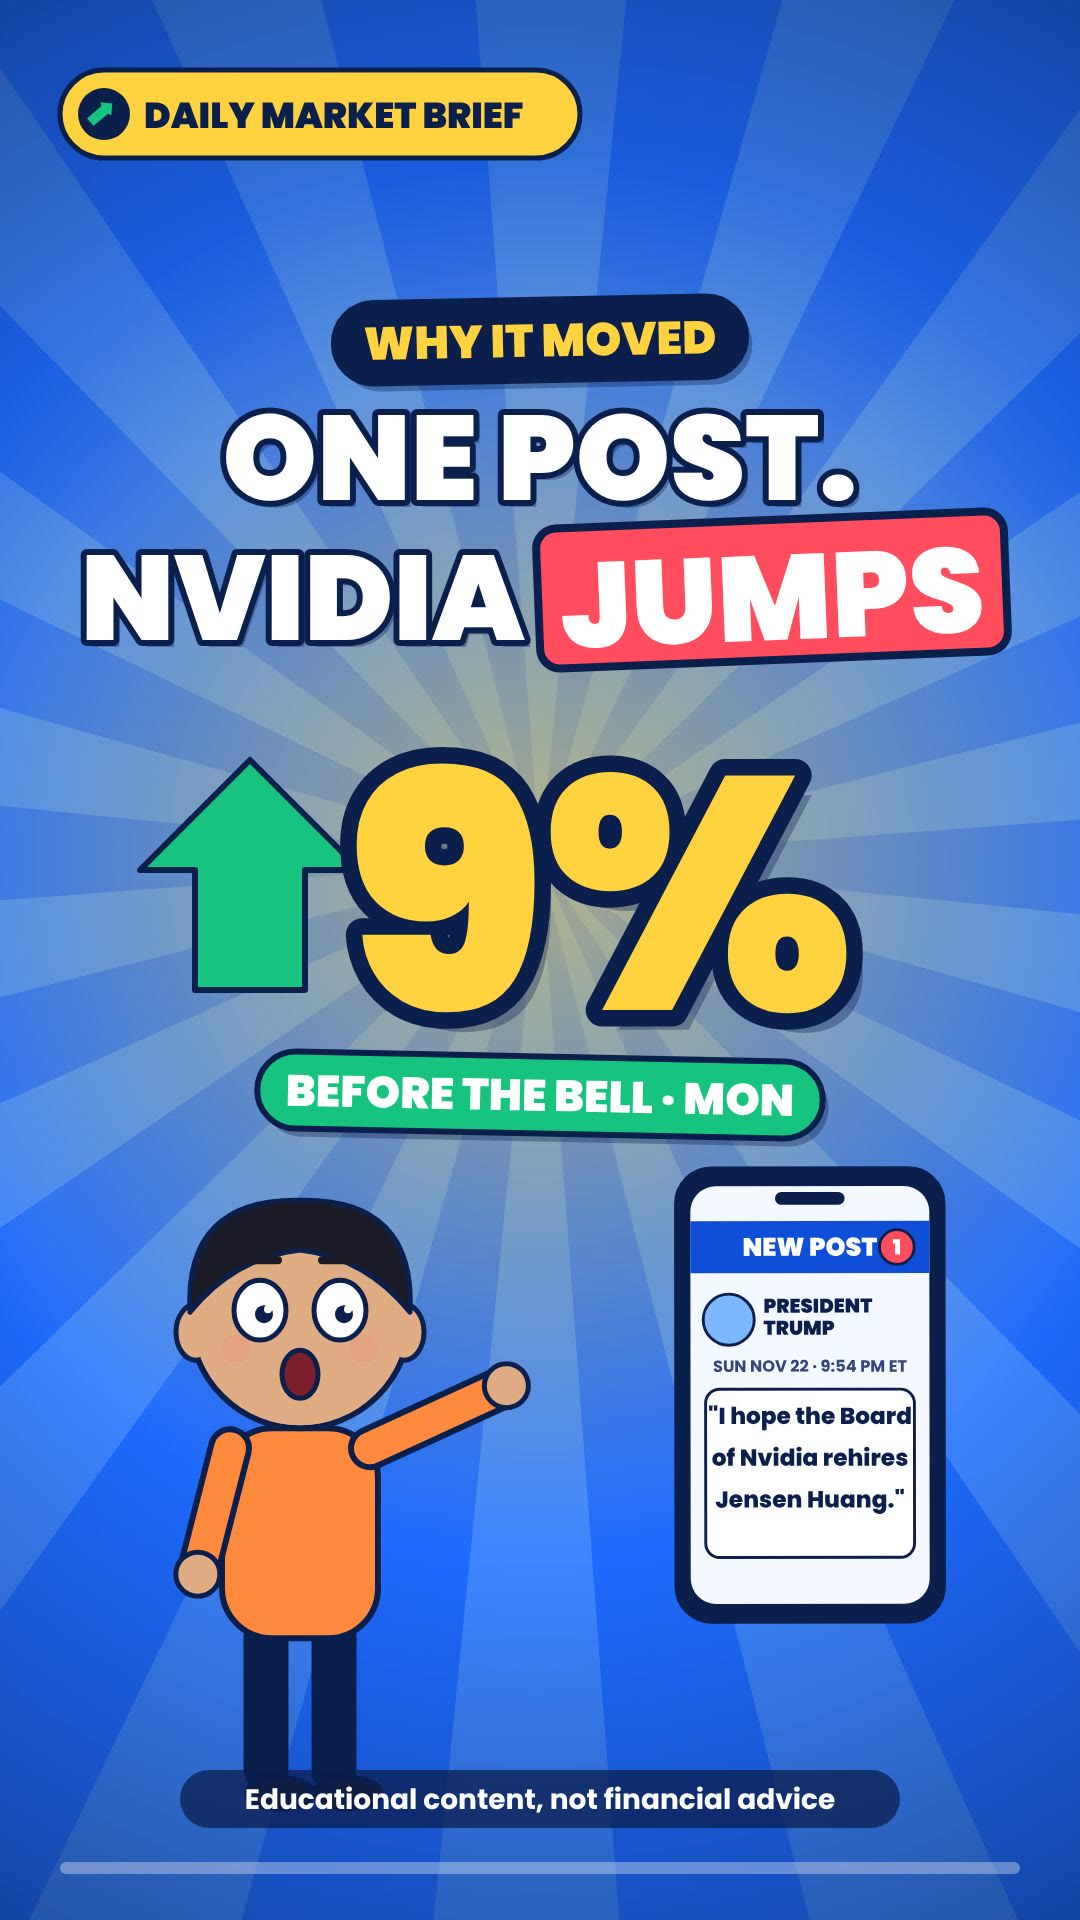 DAILY MARKET BRIEF
WHY IT MOVED
ONE POST.
NVIDIA JUMPS
9%
BEFORE THE BELL · MON
NEW POST 1
PRESIDENT
TRUMP
SUN NOV 22 · 9:54 PM ET
"I hope the Board
of Nvidia rehires
Jensen Huang."
Educational content, not financial advice